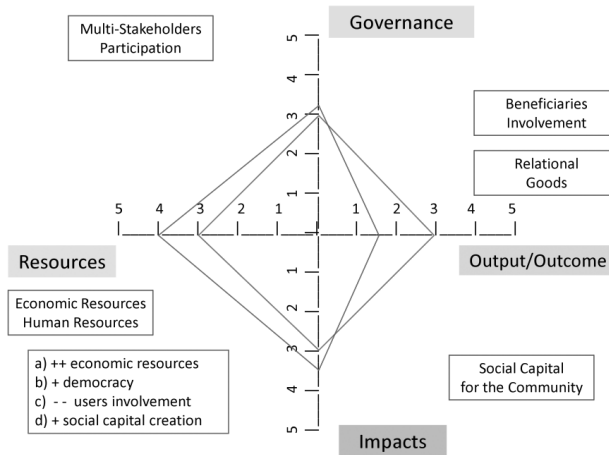 Governance
Multi-Stakeholders
Participation
5
4
3
2
1
Beneficiaries
Involvement
Relational
Goods
5 4 3 2 1 1 2 3 4 5
Resources
Output/Outcome
Economic Resources
Human Resources
1
2
3
4
5
a) ++ economic resources
b) + democracy
c) - - users involvement
d) + social capital creation
Social Capital
for the Community
Impacts